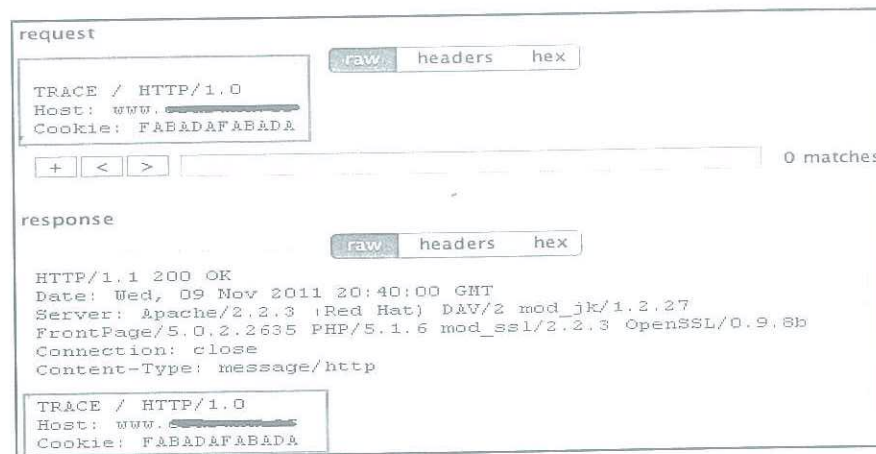 request
raw headers hex
TRACE / HTTP/1.0
Host: www.
Cookie: FABADAFABADA
+ < > 0 matches
response
raw headers hex
HTTP/1.1 200 OK
Date: Wed, 09 Nov 2011 20:40:00 GMT
Server: Apache/2.2.3 (Red Hat) DAV/2 mod_jk/1.2.27
FrontPage/5.0.2.2635 PHP/5.1.6 mod_ssl/2.2.3 OpenSSL/0.9.8b
Connection: close
Content-Type: message/http
TRACE / HTTP/1.0
Host: www.
Cookie: FABADAFABADA